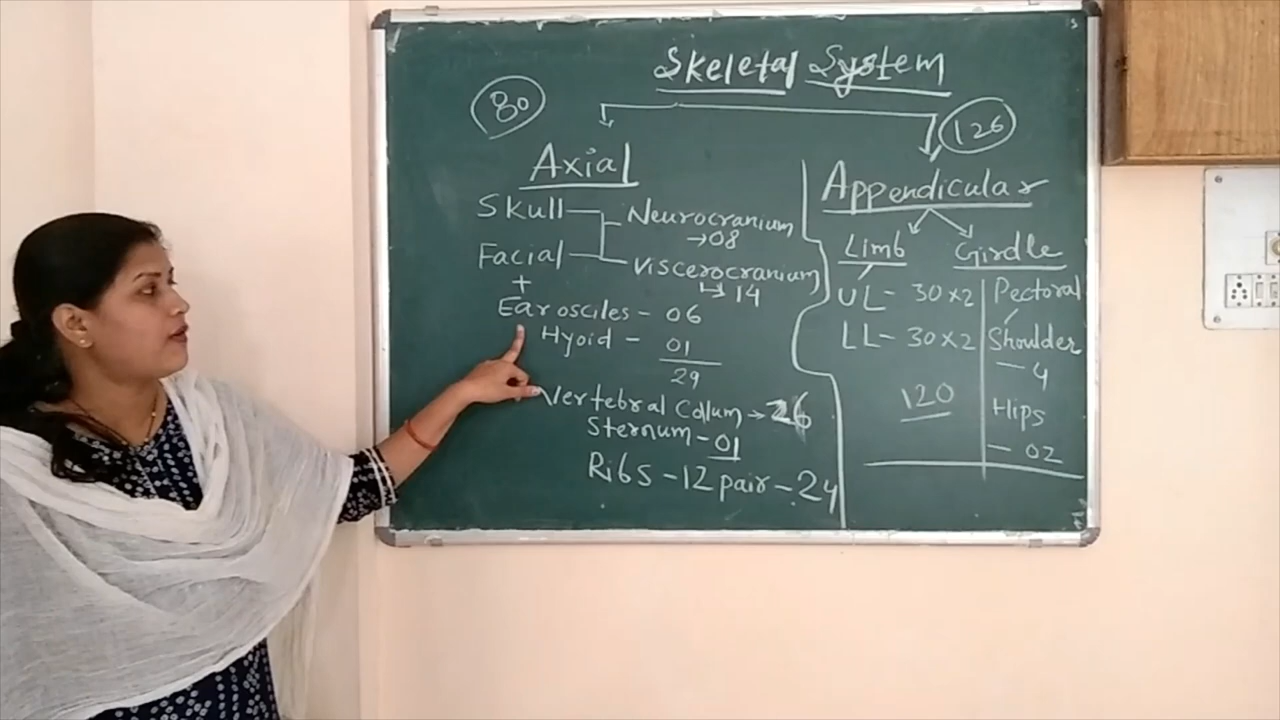 Skeletal System
80
126
Axial
Skull
Neurocranium
→08
Facial
Viscerocranium
↳14
+
Earosciles - 06
Hyoid - 01
29
Vertebral Collum → 26
Sternum - 01
Ribs - 12 pair - 24
Appendicular
Limb
Girdle
UL - 30×2
LL - 30×2
120
Pectoral
Shoulder
- 4
Hips
- 02